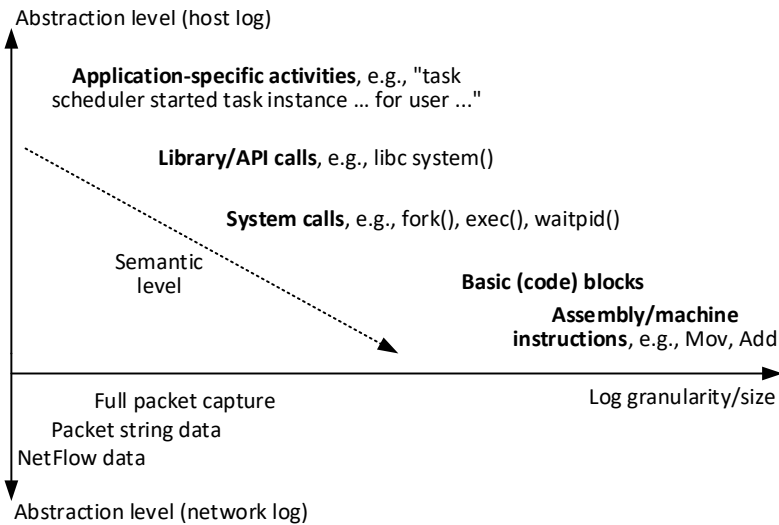 Abstraction level (host log)
Application-specific activities, e.g., "task
scheduler started task instance ... for user ..."
Library/API calls, e.g., libc system()
System calls, e.g., fork(), exec(), waitpid()
Semantic
level
Basic (code) blocks
Assembly/machine
instructions, e.g., Mov, Add
Log granularity/size
Full packet capture
Packet string data
NetFlow data
Abstraction level (network log)